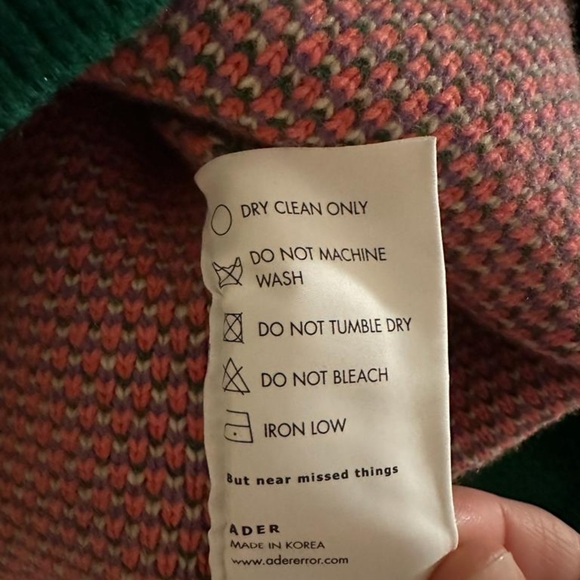 DRY CLEAN ONLY
DO NOT MACHINE
WASH
DO NOT TUMBLE DRY
DO NOT BLEACH
IRON LOW
But near missed things
ADER
MADE IN KOREA
www.adererror.com